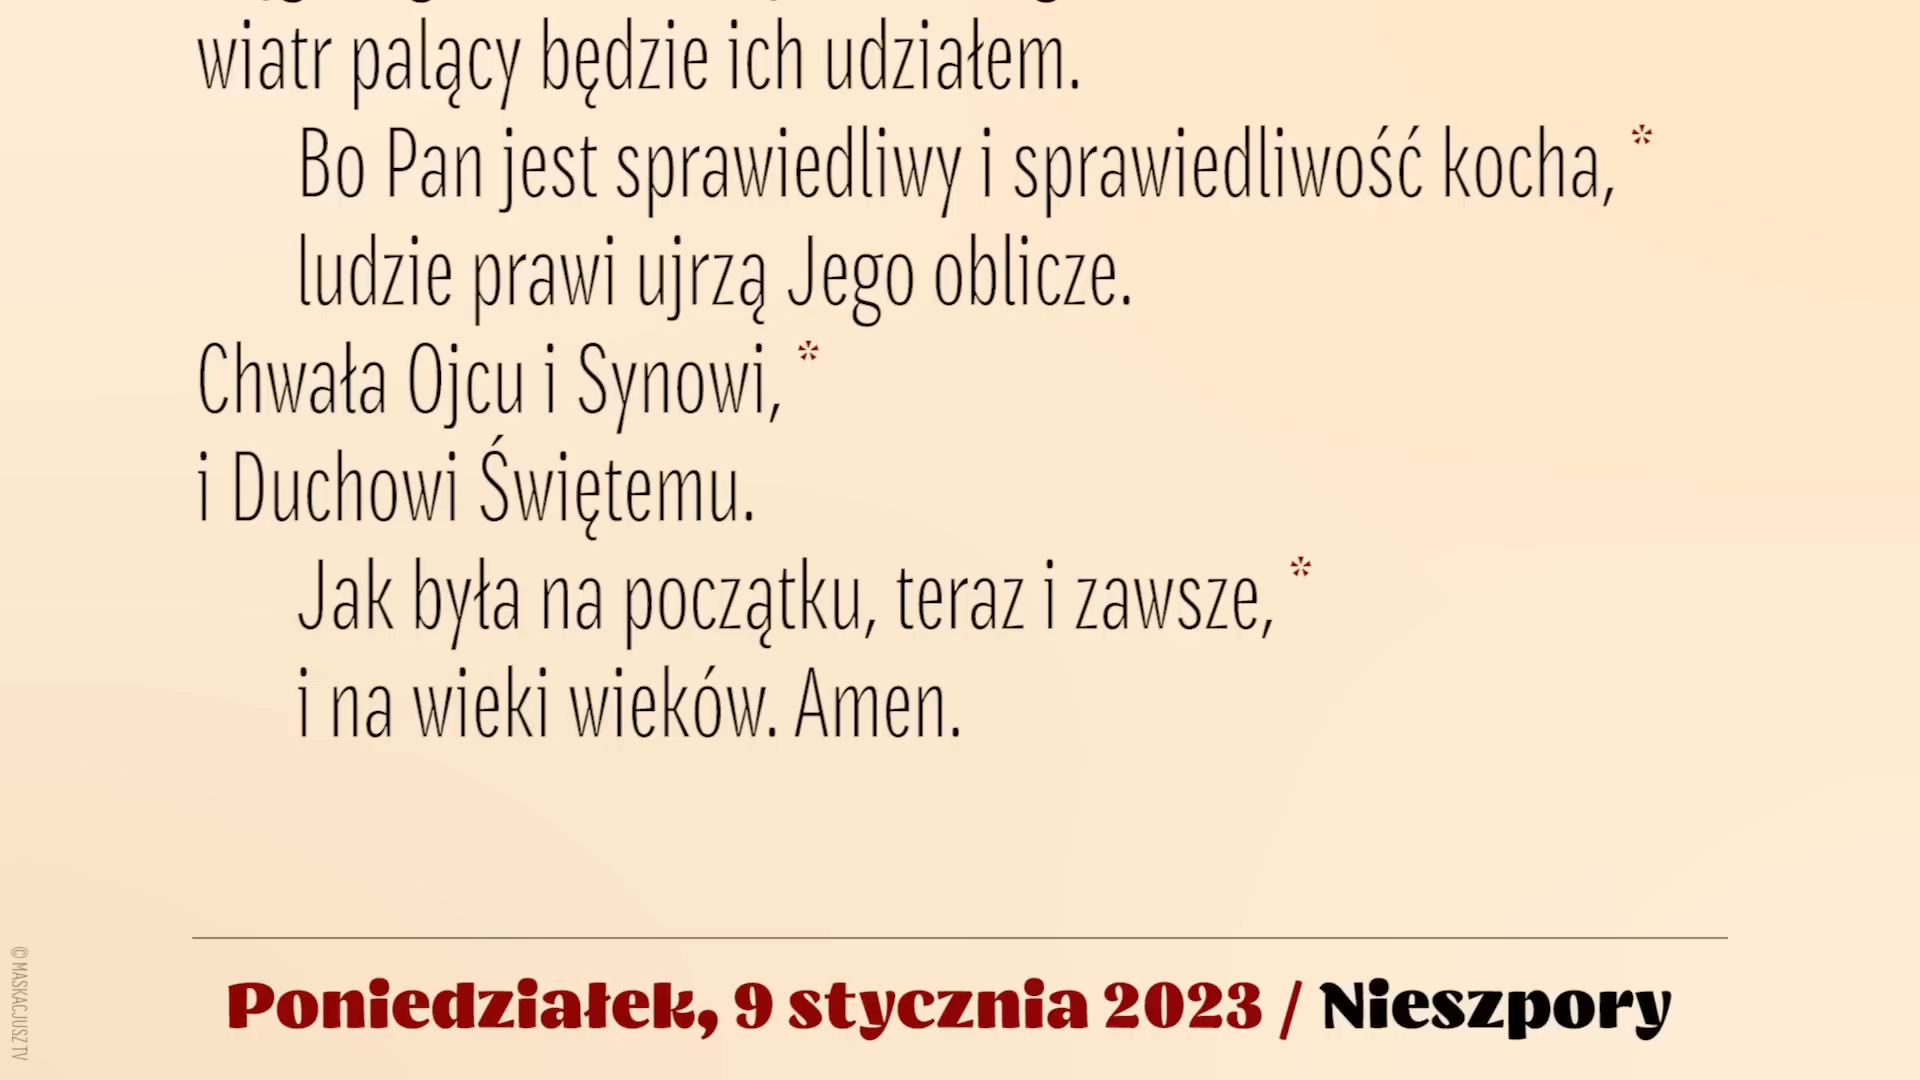 wiatr palący będzie ich udziałem.
Bo Pan jest sprawiedliwy i sprawiedliwość kocha, *
ludzie prawi ujrzą Jego oblicze.
Chwała Ojcu i Synowi, *
i Duchowi Świętemu.
Jak była na początku, teraz i zawsze, *
i na wieki wieków. Amen.
Poniedziałek, 9 stycznia 2023 / Nieszpory
© MASKACJUSZ TV